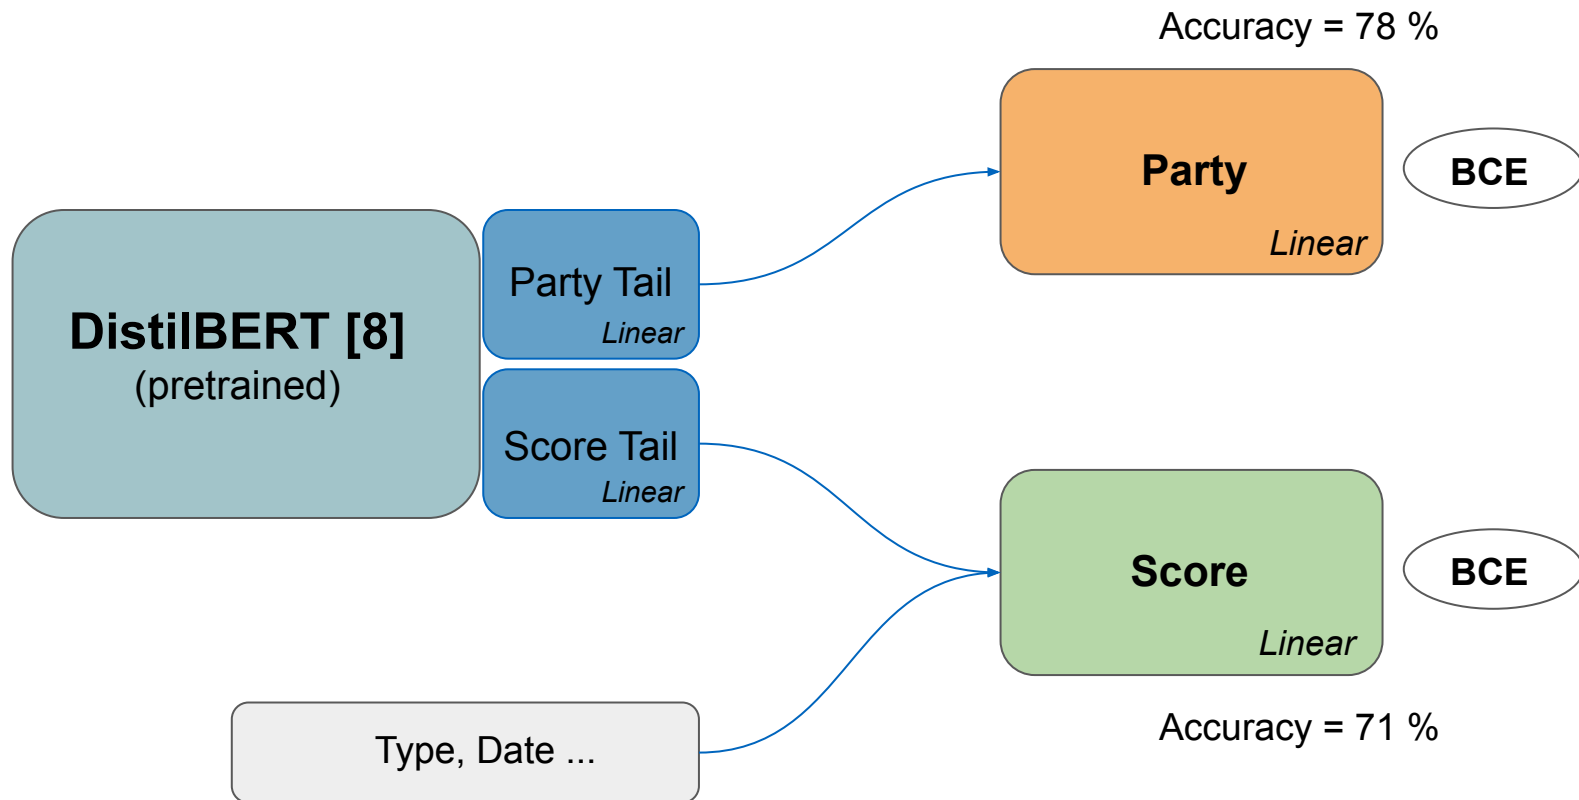 Accuracy = 78 %
Party
Linear
BCE
DistilBERT [8]
(pretrained)
Party Tail
Linear
Score Tail
Linear
Score
Linear
BCE
Accuracy = 71 %
Type, Date ...